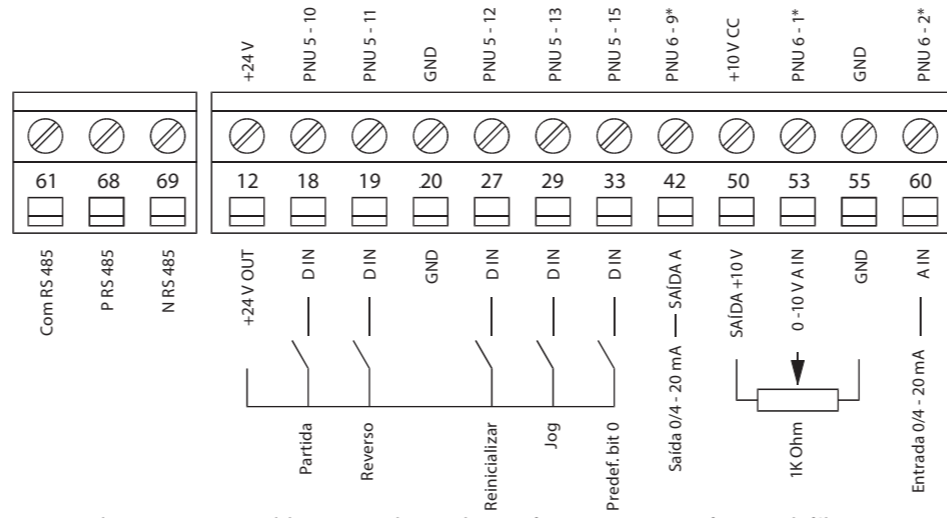 +24 V
PNU 5 - 10
PNU 5 - 11
GND
PNU 5 - 12
PNU 5 - 13
PNU 5 - 15
PNU 6 - 9*
+10 V CC
PNU 6 - 1*
GND
PNU 6 - 2*
61 68 69 12 18 19 20 27 29 33 42 50 53 55 60
Com RS 485
P RS 485
N RS 485
+24 V OUT
D IN
D IN
GND
D IN
D IN
D IN
SAÍDA A
SAÍDA +10 V
0 -10 V A IN
GND
A IN
Partida
Reverso
Reinicializar
Jog
Predef. bit 0
Saída 0/4 - 20 mA
1K Ohm
Entrada 0/4 - 20 mA